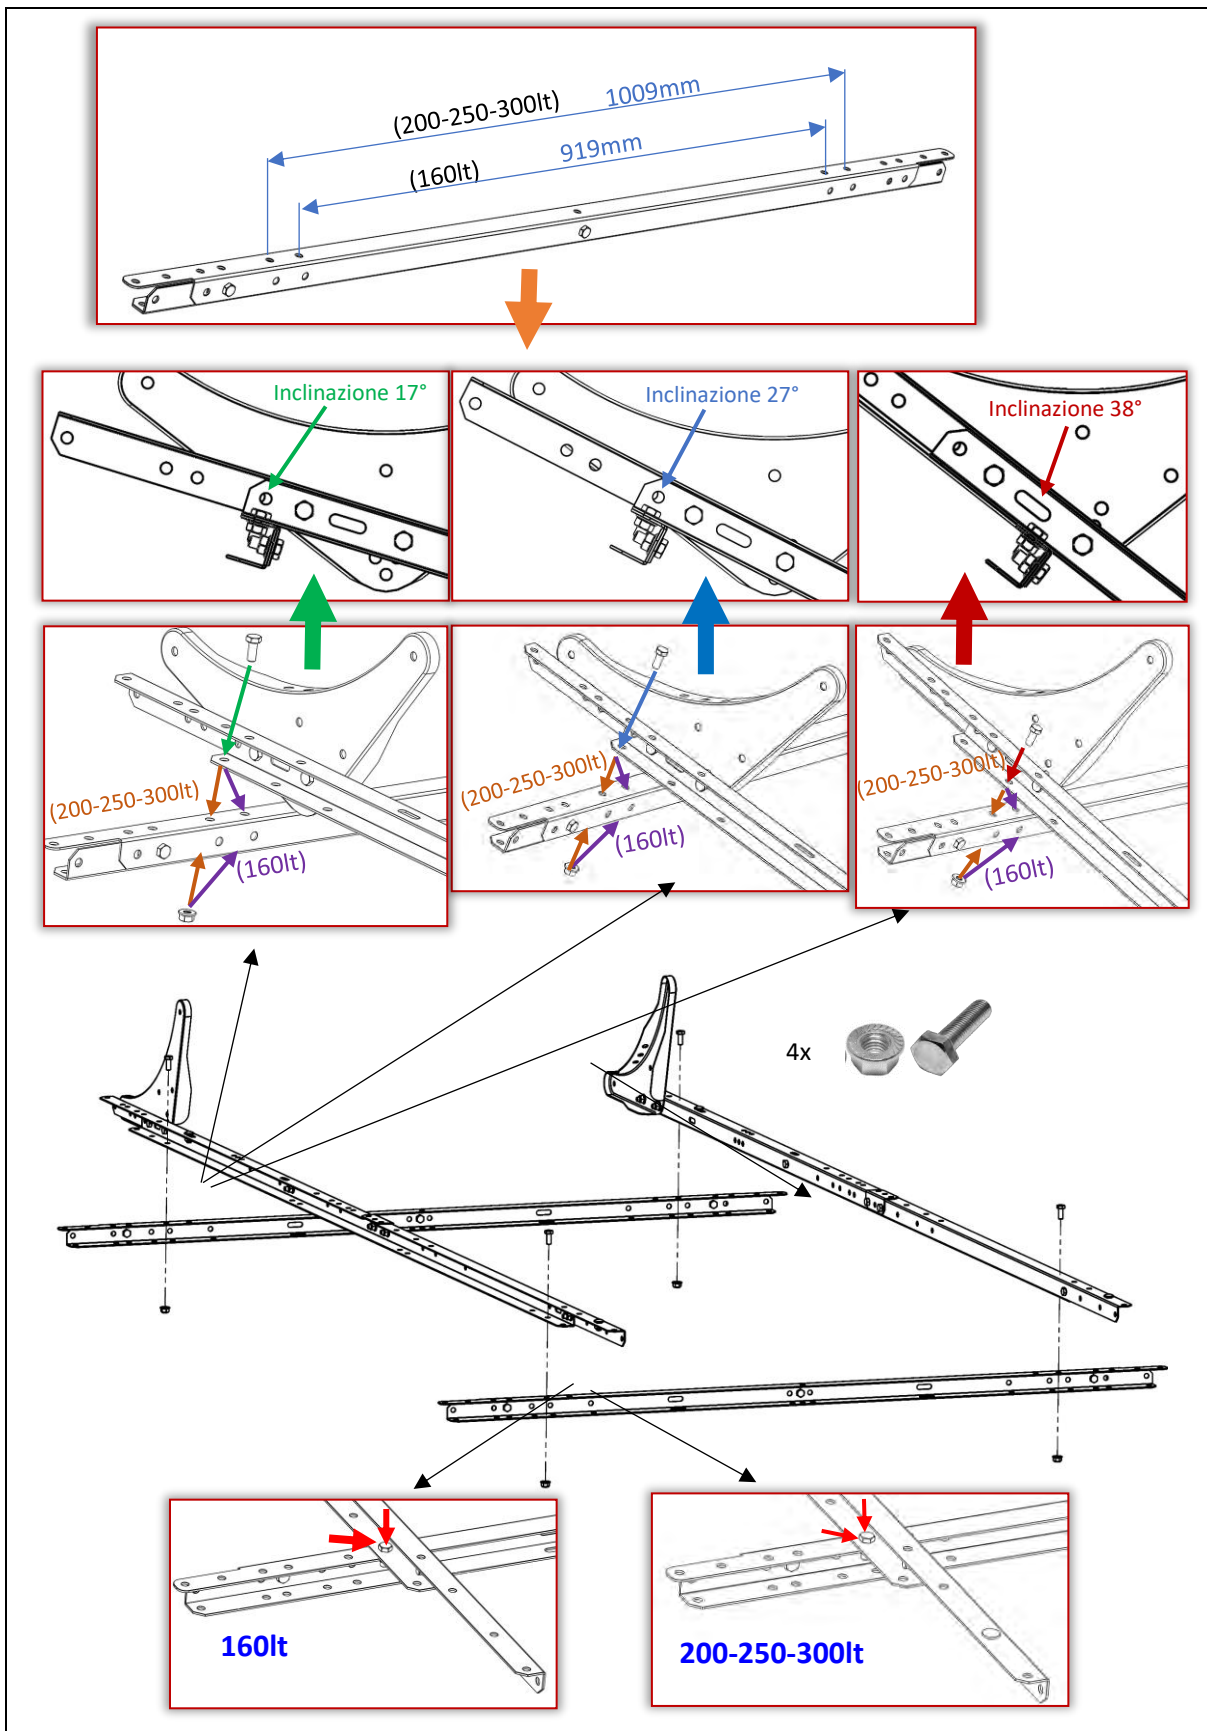 (200-250-300lt) 1009mm
(160lt) 919mm
Inclinazione 17°
Inclinazione 27°
Inclinazione 38°
(200-250-300lt)
(160lt)
(200-250-300lt)
(160lt)
(200-250-300lt)
(160lt)
4x
160lt
200-250-300lt